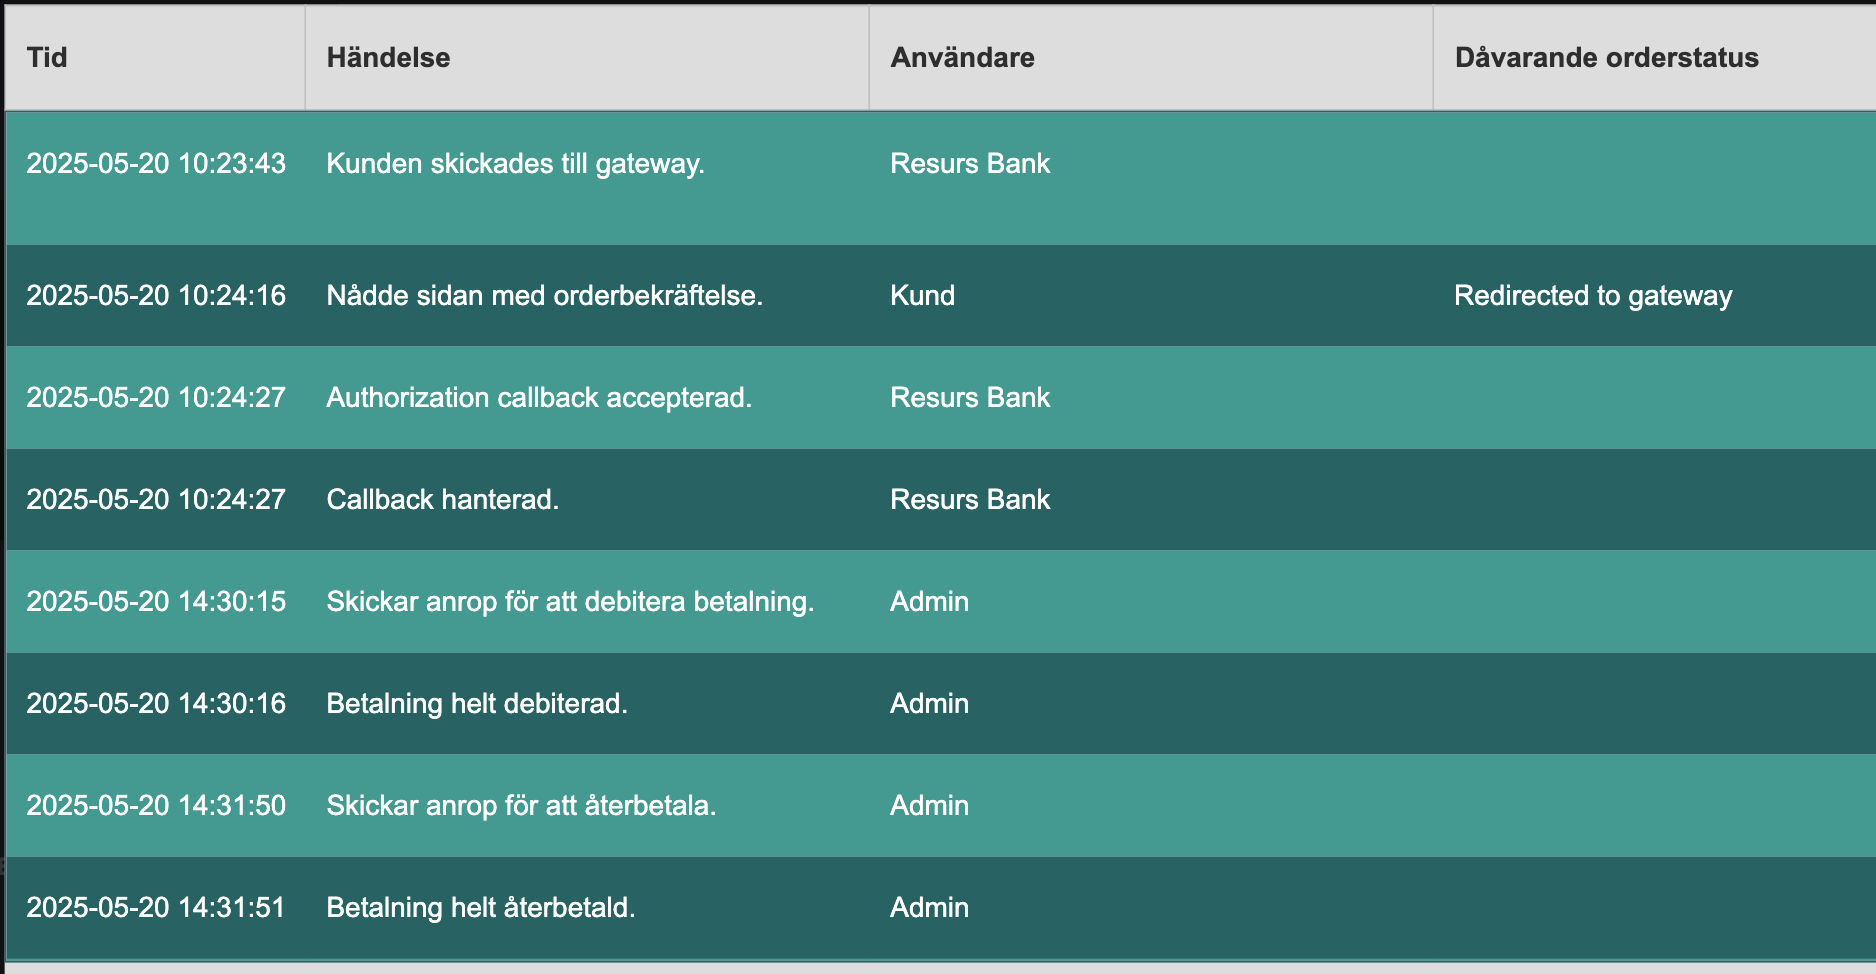 Tid Händelse Användare Dåvarande orderstatus
2025-05-20 10:23:43 Kunden skickades till gateway. Resurs Bank
2025-05-20 10:24:16 Nådde sidan med orderbekräftelse. Kund Redirected to gateway
2025-05-20 10:24:27 Authorization callback accepterad. Resurs Bank
2025-05-20 10:24:27 Callback hanterad. Resurs Bank
2025-05-20 14:30:15 Skickar anrop för att debitera betalning. Admin
2025-05-20 14:30:16 Betalning helt debiterad. Admin
2025-05-20 14:31:50 Skickar anrop för att återbetala. Admin
2025-05-20 14:31:51 Betalning helt återbetald. Admin